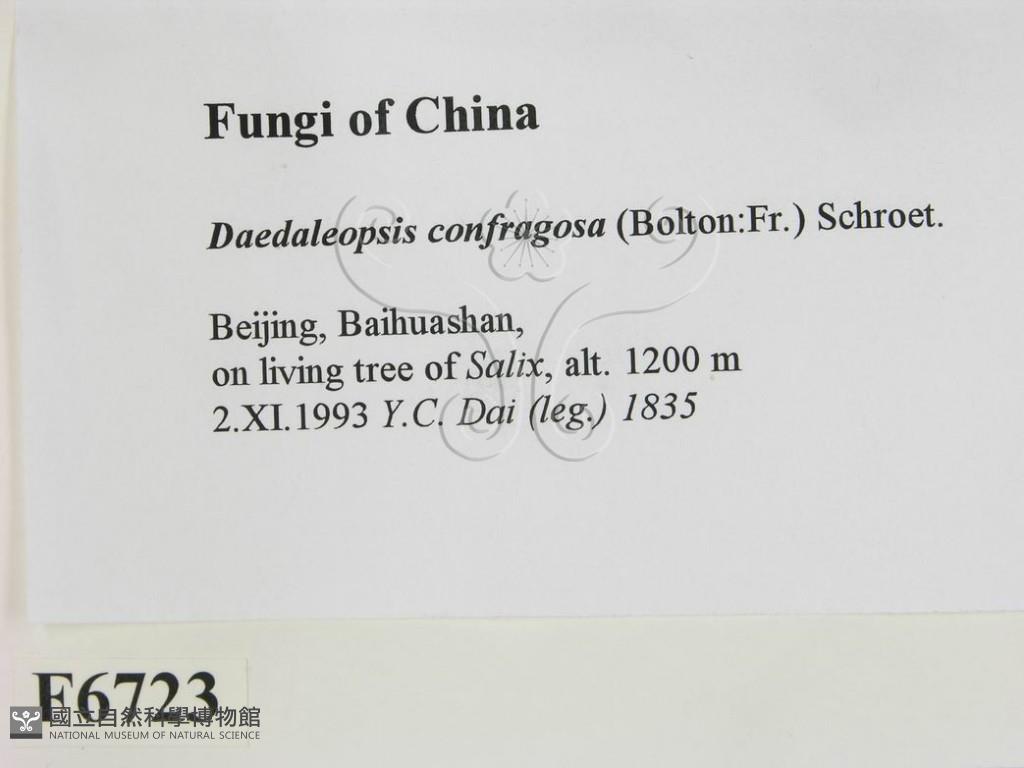 Fungi of China
Daedaleopsis confragosa (Bolton:Fr.) Schroet.
Beijing, Baihuashan,
on living tree of Salix, alt. 1200 m
2.XI.1993 Y.C. Dai (leg.) 1835
F6723
國立自然科學博物館
NATIONAL MUSEUM OF NATURAL SCIENCE